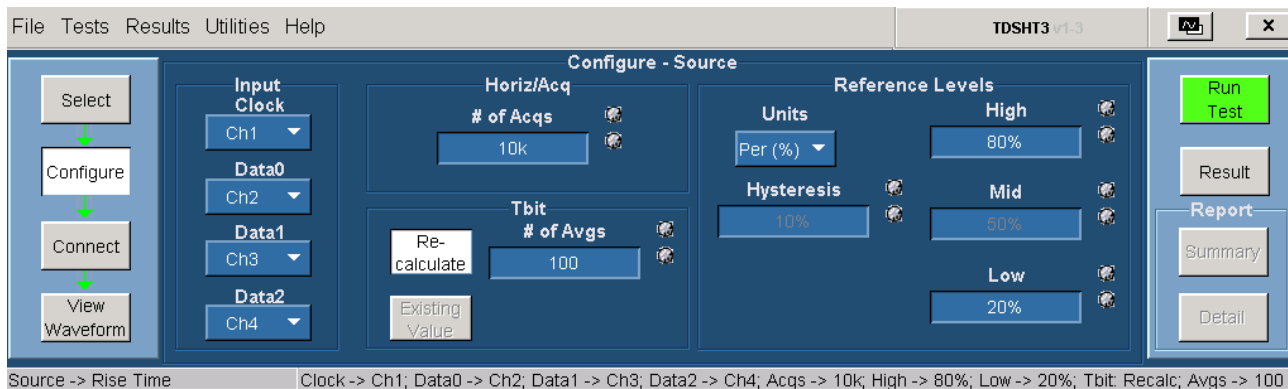 File Tests Results Utilities Help TDSHT3 v1-3 x
Configure - Source
Select
Configure
Connect
View
Waveform
Input
Clock
Ch1
Data0
Ch2
Data1
Ch3
Data2
Ch4
Horiz/Acq
# of Acqs
10k
Tbit
Re-
calculate
Existing
Value
# of Avgs
100
Reference Levels
Units
Per (%)
Hysteresis
10%
High
80%
Mid
50%
Low
20%
Run
Test
Result
Report
Summary
Detail
Source -> Rise Time Clock -> Ch1; Data0 -> Ch2; Data1 -> Ch3; Data2 -> Ch4; Acqs -> 10k; High -> 80%; Low -> 20%; Tbit: Recalc; Avgs -> 100